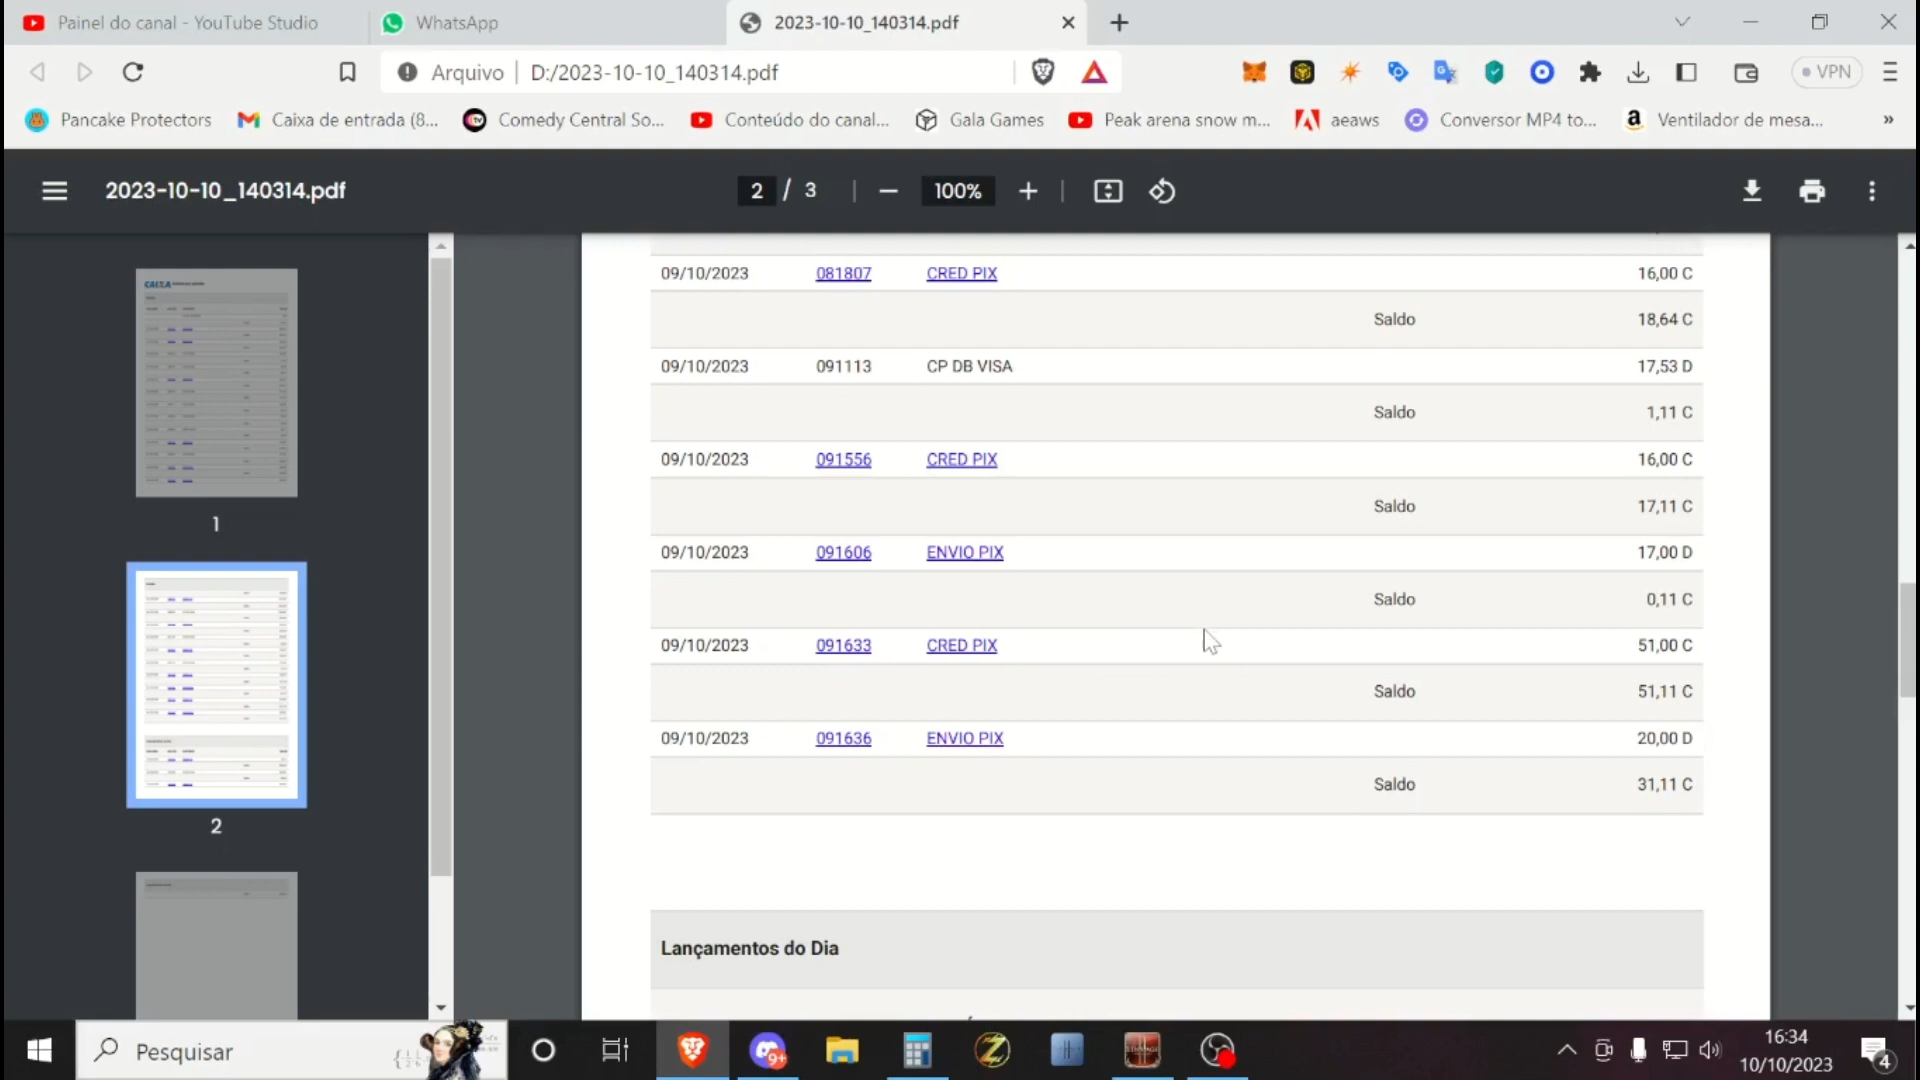 Painel do canal - YouTube Studio
WhatsApp
2023-10-10_140314.pdf
Arquivo
D:/2023-10-10_140314.pdf
VPN
Pancake Protectors
Caixa de entrada (8...
Comedy Central So...
Conteúdo do canal...
Gala Games
Peak arena snow m...
aeaws
Conversor MP4 to...
Ventilador de mesa...
»
2023-10-10_140314.pdf
2 / 3
100%
CAIXA
1
2
09/10/2023 081807 CRED PIX 16,00 C
Saldo 18,64 C
09/10/2023 091113 CP DB VISA 17,53 D
Saldo 1,11 C
09/10/2023 091556 CRED PIX 16,00 C
Saldo 17,11 C
09/10/2023 091606 ENVIO PIX 17,00 D
Saldo 0,11 C
09/10/2023 091633 CRED PIX 51,00 C
Saldo 51,11 C
09/10/2023 091636 ENVIO PIX 20,00 D
Saldo 31,11 C
Lançamentos do Dia
Pesquisar
9+
16:34
10/10/2023
4